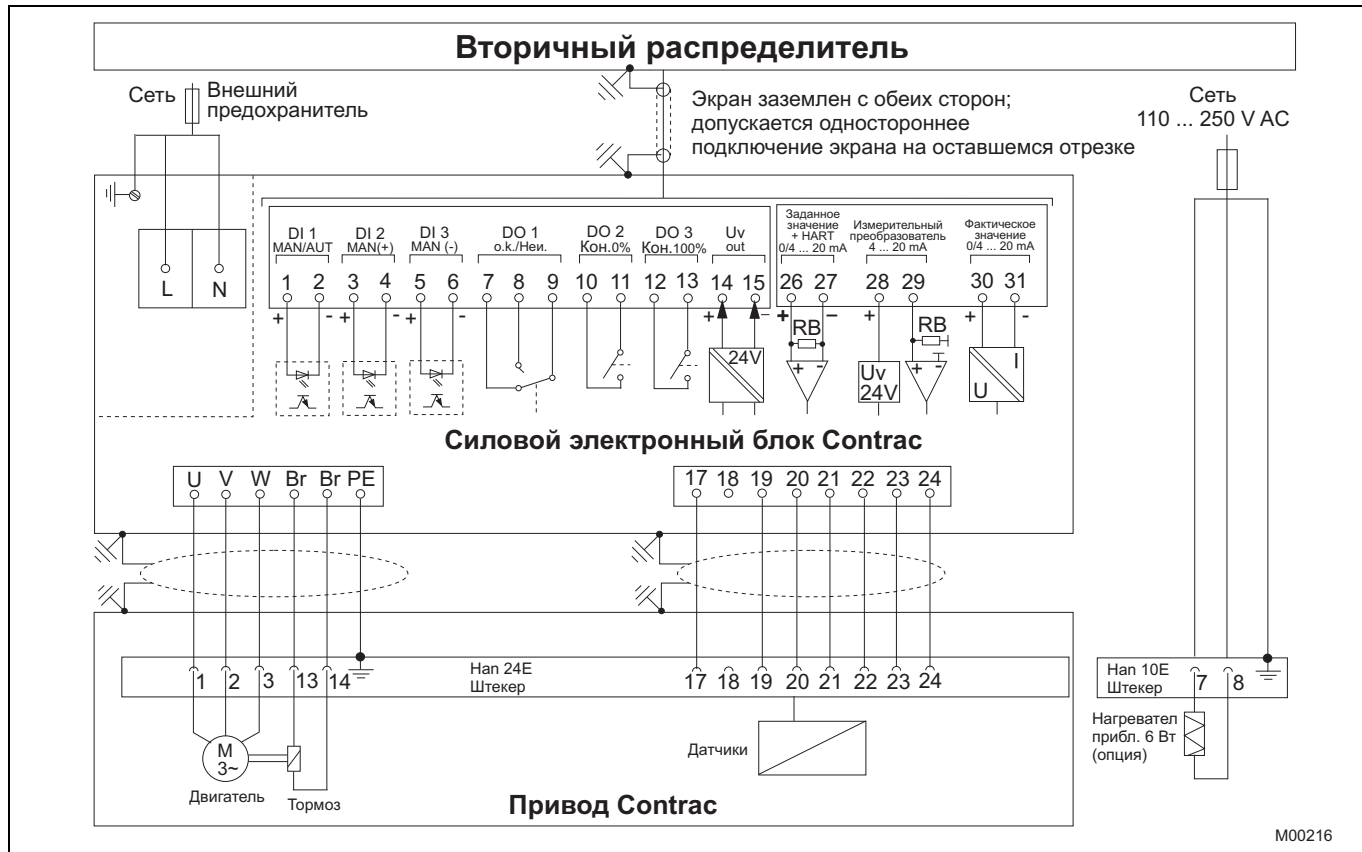 Вторичный распределитель
Сеть
Внешний
предохранитель
Экран заземлен с обеих сторон;
допускается одностороннее
подключение экрана на оставшемся отрезке
Сеть
110 ... 250 V AC
L N
DI 1
MAN/AUT
DI 2
MAN(+)
DI 3
MAN (-)
DO 1
o.k./Неи.
DO 2
Кон.0%
DO 3
Кон.100%
Uv
out
Заданное
значение
+ HART
0/4 ... 20 mA
Измерительный
преобразователь
4 ... 20 mA
Фактическое
значение
0/4 ... 20 mA
1 2 3 4 5 6 7 8 9 10 11 12 13 14 15 26 27 28 29 30 31
+ - + - + - + – + – + + -
24V
RB
+ -
Uv
24V
RB
+ -
I
U
Силовой электронный блок Contrac
U V W Br Br PE
17 18 19 20 21 22 23 24
Han 24E
Штекер
1 2 3 13 14
17 18 19 20 21 22 23 24
M
3~
Двигатель
Тормоз
Датчики
Привод Contrac
Han 10E
Штекер
7 8
Нагревател
прибл. 6 Вт
(опция)
M00216